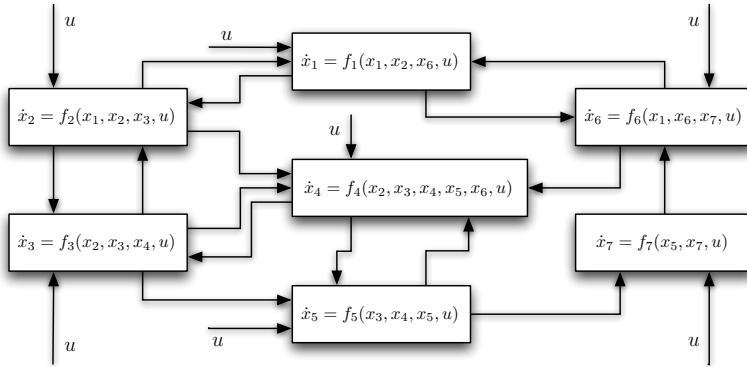 u
u
u
ẋ₁ = f₁(x₁, x₂, x₆, u)
ẋ₂ = f₂(x₁, x₂, x₃, u)
ẋ₆ = f₆(x₁, x₆, x₇, u)
u
ẋ₄ = f₄(x₂, x₃, x₄, x₅, x₆, u)
ẋ₃ = f₃(x₂, x₃, x₄, u)
ẋ₇ = f₇(x₅, x₇, u)
ẋ₅ = f₅(x₃, x₄, x₅, u)
u
u
u